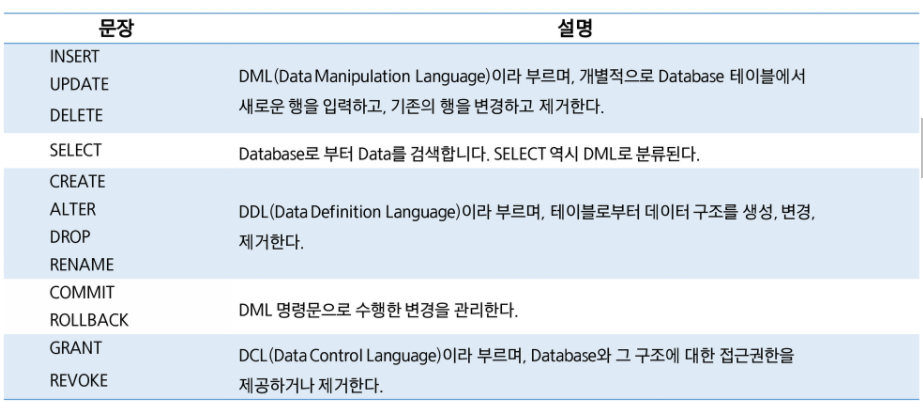 문장 설명
INSERT
UPDATE
DELETE
DML(Data Manipulation Language)이라 부르며, 개별적으로 Database 테이블에서
새로운 행을 입력하고, 기존의 행을 변경하고 제거한다.
SELECT
Database로 부터 Data를 검색합니다. SELECT 역시 DML로 분류된다.
CREATE
ALTER
DROP
RENAME
DDL(Data Definition Language)이라 부르며, 테이블로부터 데이터 구조를 생성, 변경,
제거한다.
COMMIT
ROLLBACK
DML 명령문으로 수행한 변경을 관리한다.
GRANT
REVOKE
DCL(Data Control Language)이라 부르며, Database와 그 구조에 대한 접근권한을
제공하거나 제거한다.